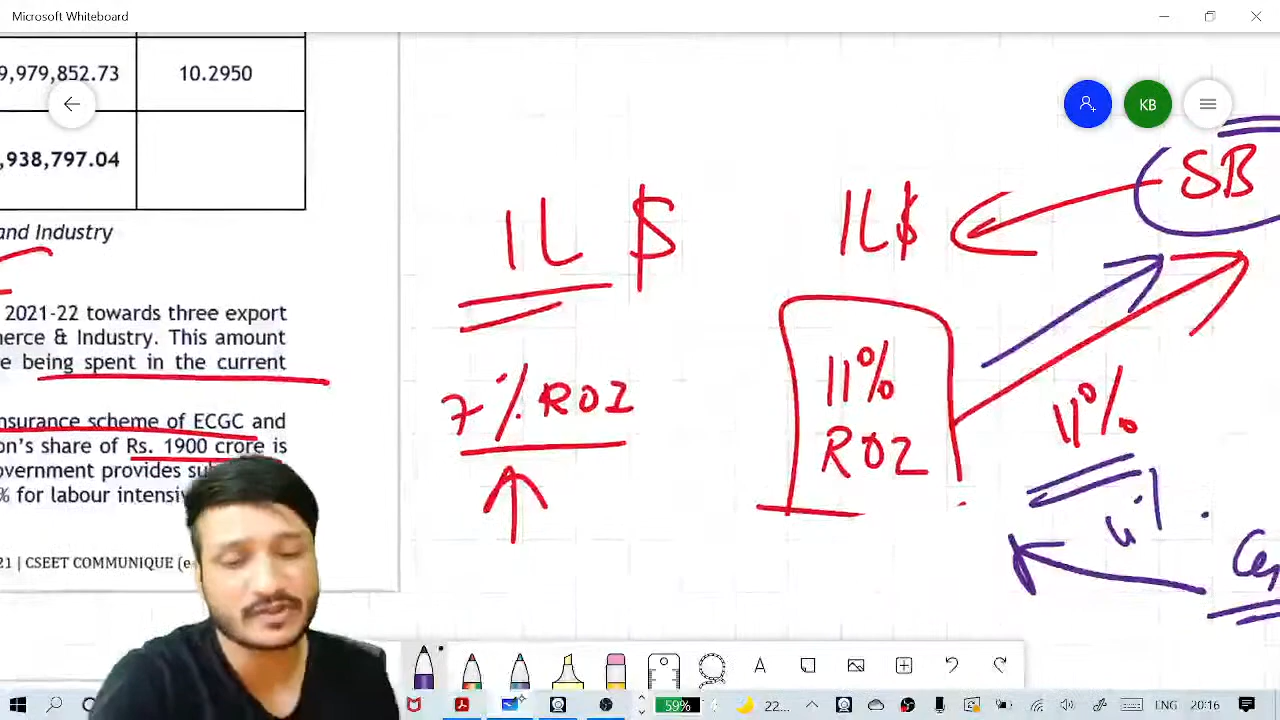 Microsoft Whiteboard
9,979,852.73
10.2950
,938,797.04
and Industry
2021-22 towards three export
erce & Industry. This amount
e being spent in the current
nsurance scheme of ECGC and
on's share of Rs. 1900 crore is
overnment provides su
% for labour intensiv
21 | CSEET COMMUNIQUE (e-
1L $
7% ROI
1L$
11%
ROI
SB
11%
4%
KB
A
59%
22...
ENG
20:16